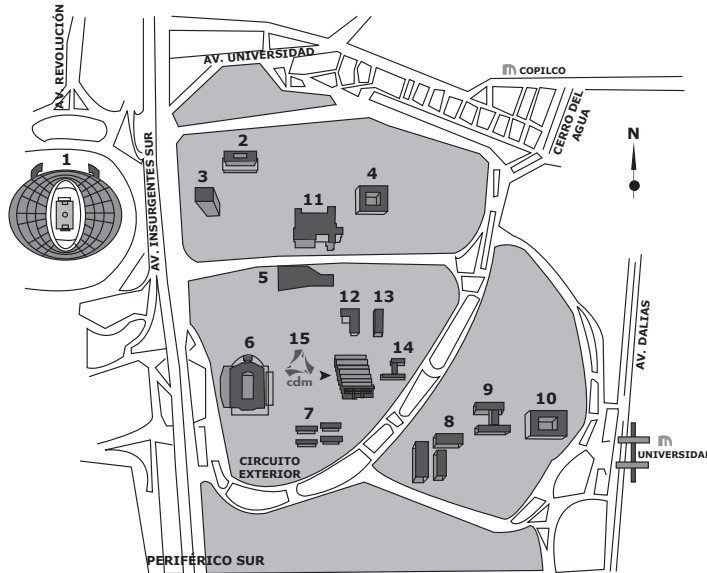 AV. REVOLUCIÓN
AV. UNIVERSIDAD
COPILCO
CERRO DEL
AGUA
N
1
2
3
4
11
AV. INSURGENTES SUR
5
12
13
6
15
cdm
14
AV. DALIAS
7
8
9
10
CIRCUITO
EXTERIOR
UNIVERSIDAD
PERIFÉRICO SUR